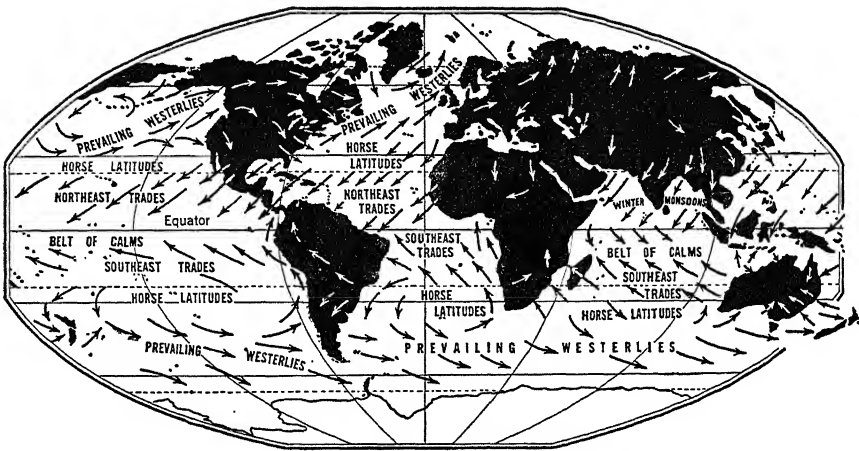 PREVAILING WESTERLIES
PREVAILING WESTERLIES
HORSE LATITUDES
HORSE
LATITUDES
NORTHEAST TRADES
NORTHEAST
TRADES
WINTER MONSOONS
Equator
BELT OF CALMS
SOUTHEAST
TRADES
BELT OF CALMS
SOUTHEAST TRADES
SOUTHEAST
TRADES
HORSE LATITUDES
HORSE
LATITUDES
HORSE LATITUDES
PREVAILING WESTERLIES
PREVAILING WESTERLIES